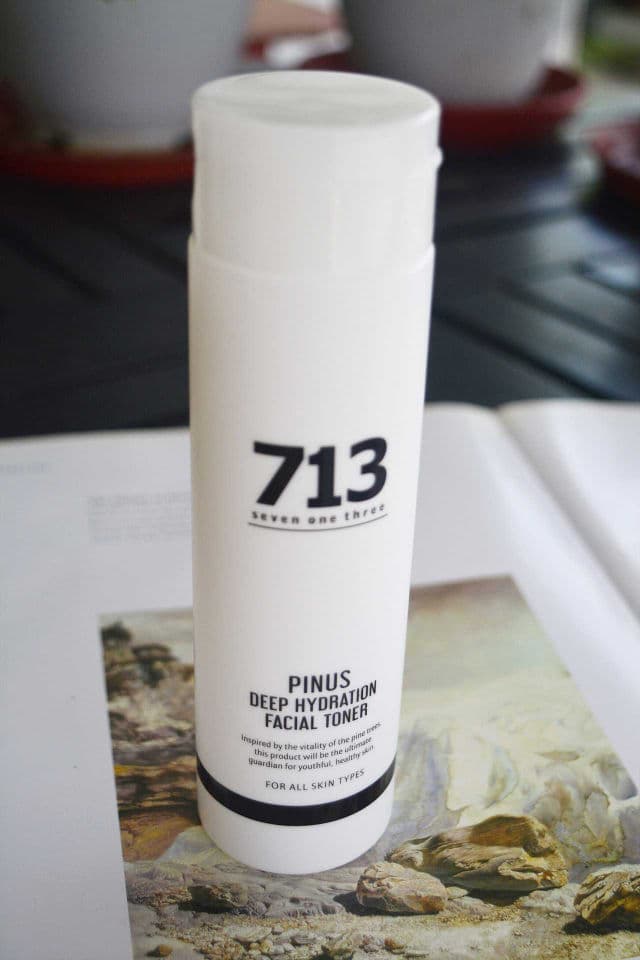 713
seven one three
PINUS
DEEP HYDRATION
FACIAL TONER
Inspired by the vitality of the pine trees,
this product will be the ultimate
guardian for youthful, healthy skin.
FOR ALL SKIN TYPES